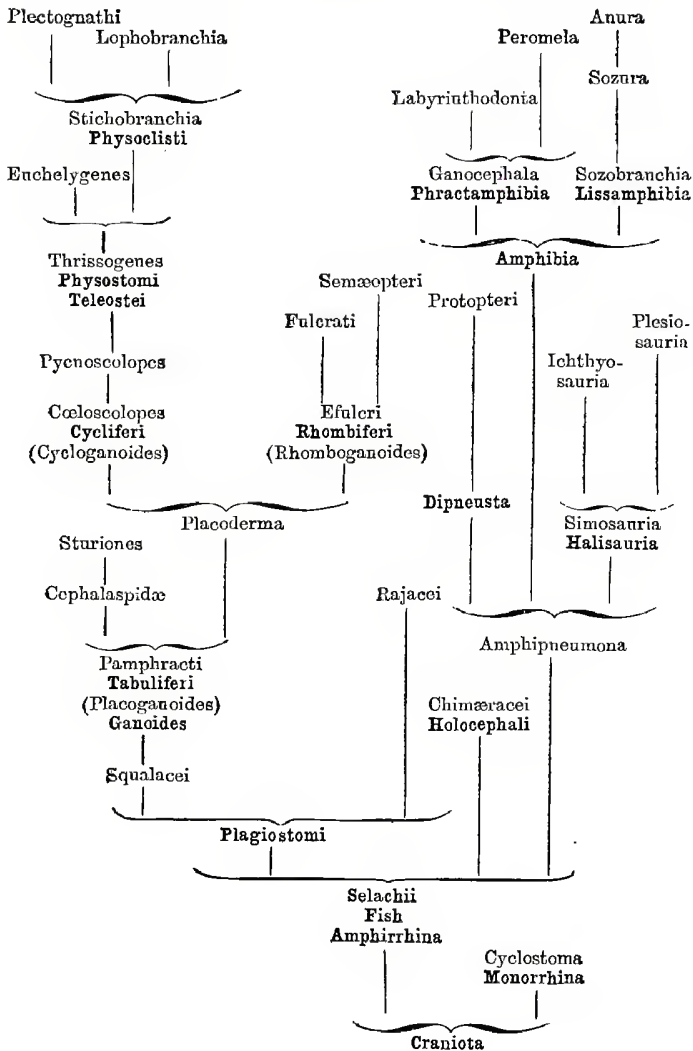 Plectognathi
Lophobranchia
Stichobranchia
Physoclisti
Enchelygenes
Thrissogenes
Physostomi
Teleostei
Pycnoscolopes
Cœloscolopes
Cycliferi
(Cycloganoides)
Anura
Peromela
Sozura
Labyrinthodonta
Ganocephala
Phractamphibia
Sozobranchia
Lissamphibia
Amphibia
Semæopteri
Fulcrati
Efulcri
Rhombiferi
(Rhomboganoides)
Protopteri
Plesio-
sauria
Ichthyo-
sauria
Dipneusta
Simosauria
Halisauria
Placoderma
Sturiones
Cephalaspidæ
Pamphracti
Tabuliferi
(Placoganoides)
Ganoides
Squalacei
Rajacei
Amphipneumona
Chimæracei
Holocephali
Plagiostomi
Selachii
Fish
Amphirrhina
Cyclostoma
Monorrhina
Craniota